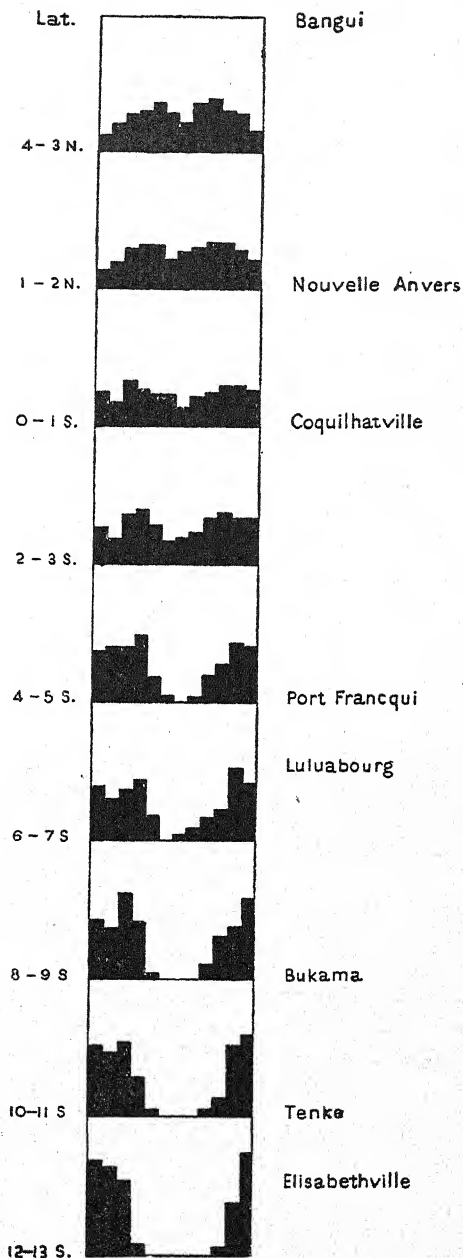 Lat. Bangui
4-3 N.
1-2 N. Nouvelle Anvers
0-1 S. Coquilhatville
2-3 S.
4-5 S. Port Francqui
Luluabourg
6-7 S
8-9 S Bukama
10-11 S Tenke
Elisabethville
12-13 S.